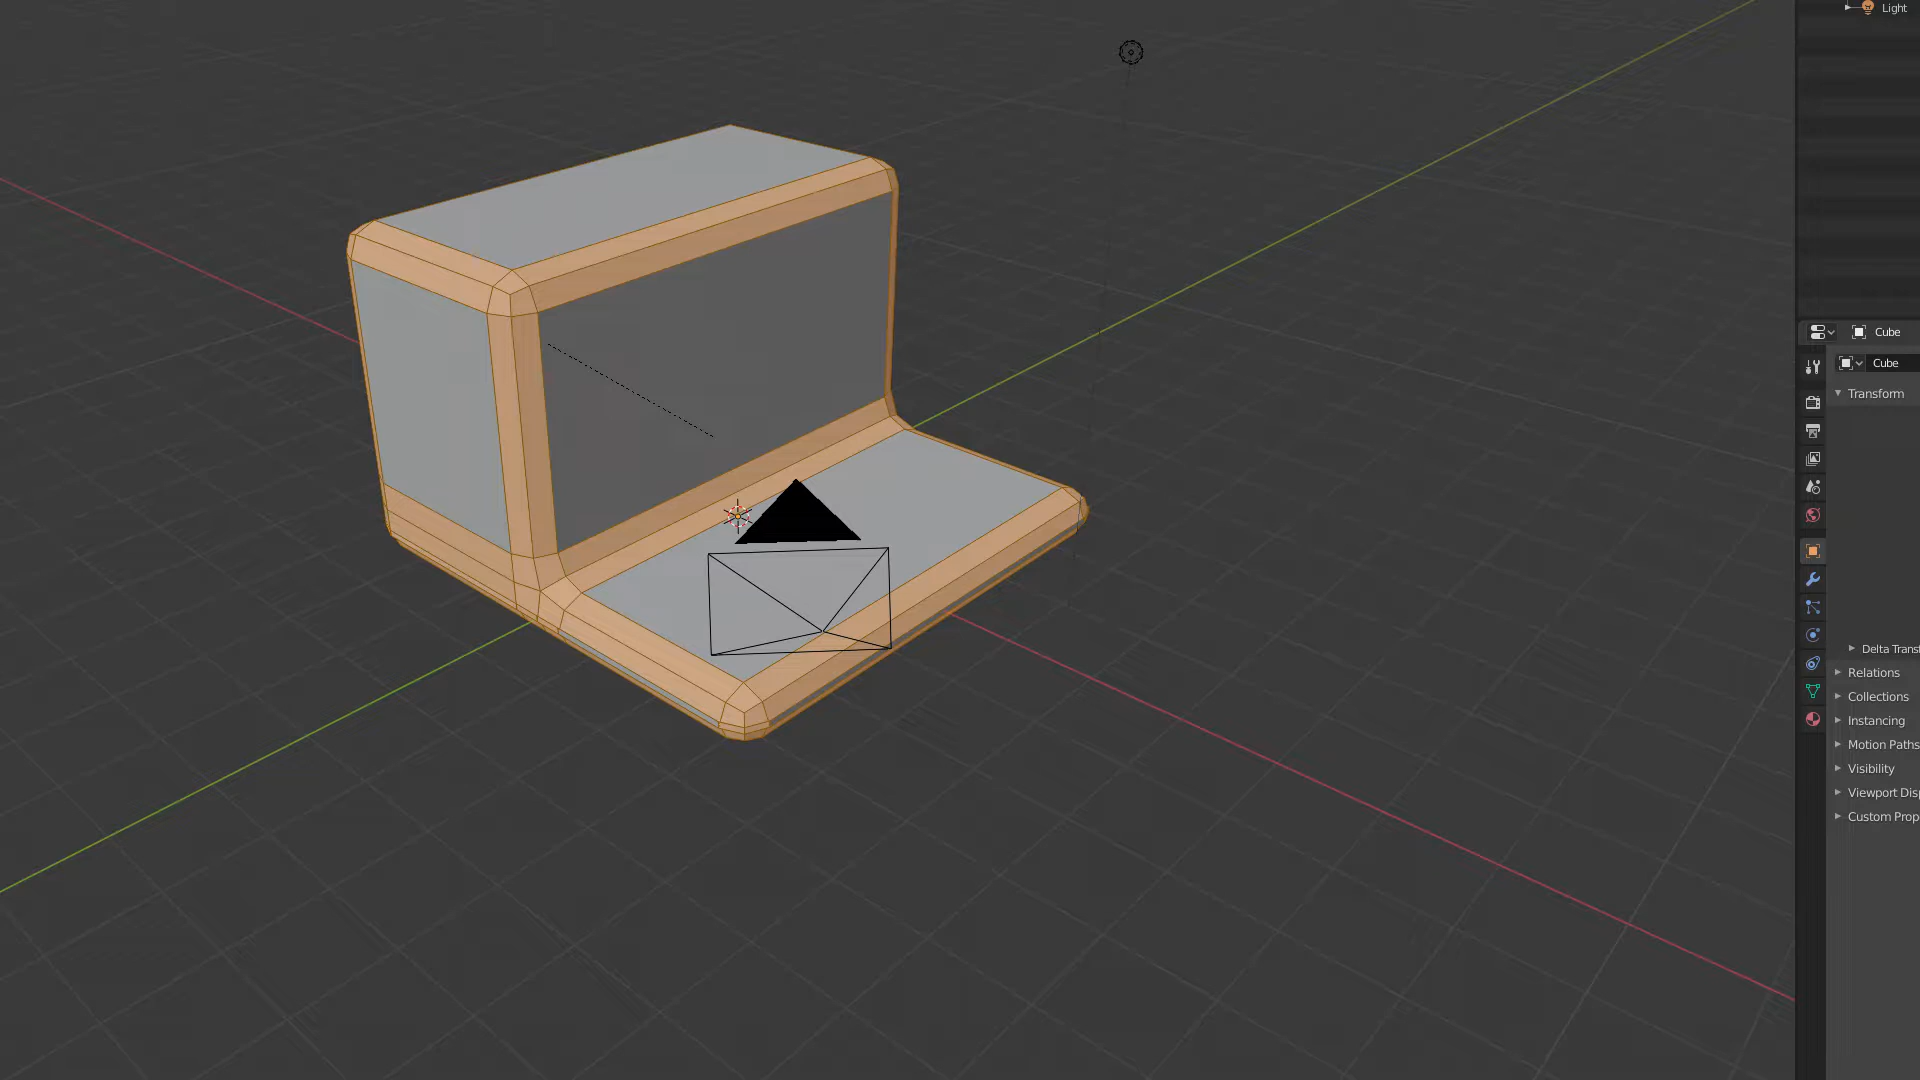 Light
Cube
Cube
Transform
Delta Transf
Relations
Collections
Instancing
Motion Paths
Visibility
Viewport Disp
Custom Prop